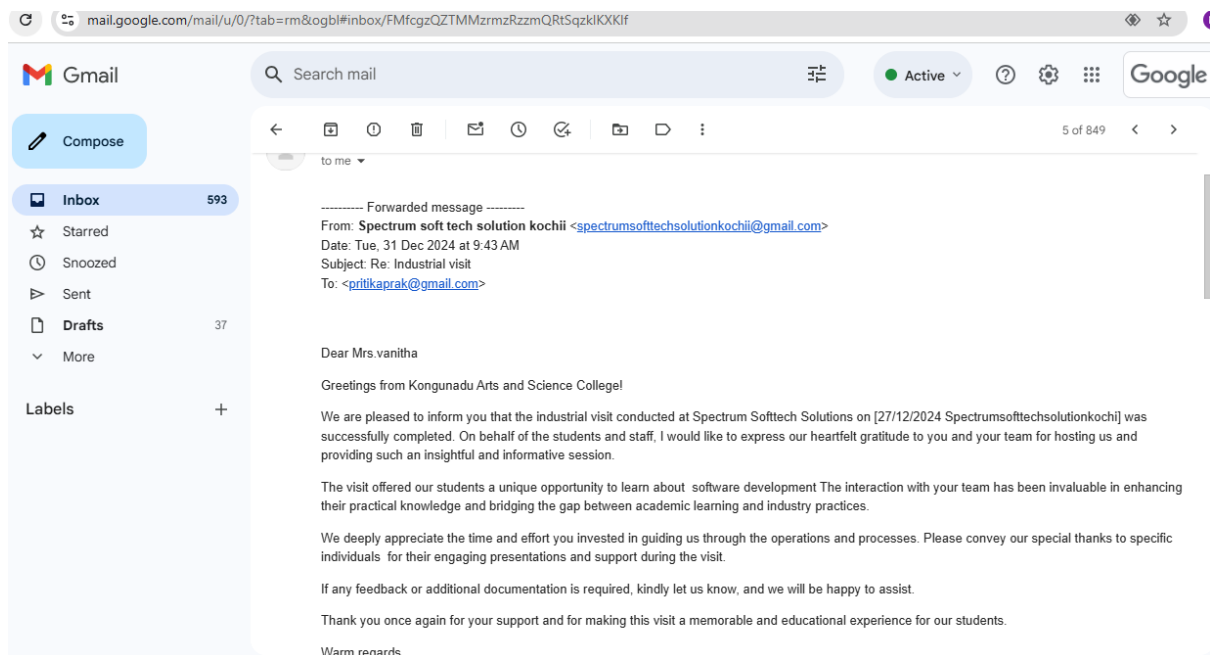 mail.google.com/mail/u/0/?tab=rm&ogbl#inbox/FMfcgzQZTMMzrmzRzzmQRtSqzklKXKlf
Gmail
Search mail
Active
Google
Compose
5 of 849
to me
Inbox 593
Starred
Snoozed
Sent
Drafts 37
More
Labels
---------- Forwarded message ---------
From: Spectrum soft tech solution kochii <spectrumsofttechsolutionkochii@gmail.com>
Date: Tue, 31 Dec 2024 at 9:43 AM
Subject: Re: Industrial visit
To: <pritikaprak@gmail.com>
Dear Mrs.vanitha
Greetings from Kongunadu Arts and Science College!
We are pleased to inform you that the industrial visit conducted at Spectrum Softtech Solutions on [27/12/2024 Spectrumsofttechsolutionkochi] was
successfully completed. On behalf of the students and staff, I would like to express our heartfelt gratitude to you and your team for hosting us and
providing such an insightful and informative session.
The visit offered our students a unique opportunity to learn about  software development The interaction with your team has been invaluable in enhancing
their practical knowledge and bridging the gap between academic learning and industry practices.
We deeply appreciate the time and effort you invested in guiding us through the operations and processes. Please convey our special thanks to specific
individuals  for their engaging presentations and support during the visit.
If any feedback or additional documentation is required, kindly let us know, and we will be happy to assist.
Thank you once again for your support and for making this visit a memorable and educational experience for our students.
Warm regards